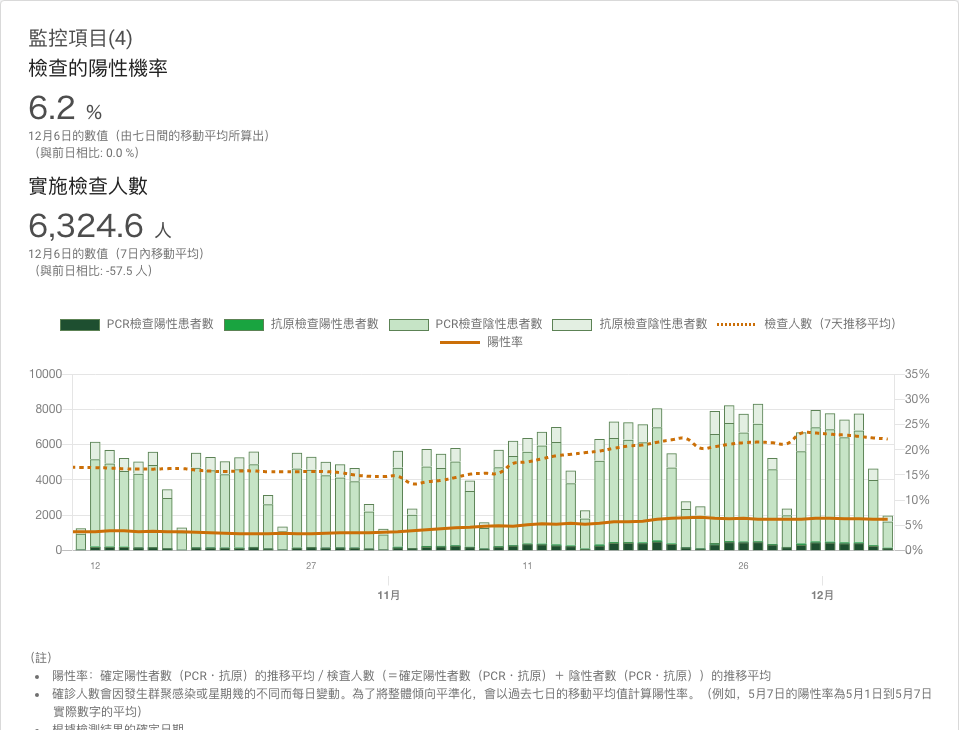 監控項目(4)
檢查的陽性機率
6.2 %
12月6日的數值（由七日間的移動平均所算出）
（與前日相比: 0.0 %）
實施檢查人數
6,324.6 人
12月6日的數值（7日內移動平均）
（與前日相比: -57.5 人）
PCR檢查陽性患者數 抗原檢查陽性患者數 PCR檢查陰性患者數 抗原檢查陰性患者數 檢查人數（7天推移平均）
陽性率
10000 35%
30%
8000
25%
6000 20%
4000 15%
10%
2000
5%
0 0%
12 27 11 26
11月 12月
（註）
• 陽性率：確定陽性者數（PCR・抗原）的推移平均 / 検査人數（＝確定陽性者數（PCR・抗原）＋ 陰性者數（PCR・抗原））的推移平均
• 確診人數會因發生群聚感染或星期幾的不同而每日變動。為了將整體傾向平準化，會以過去七日的移動平均值計算陽性率。（例如，5月7日的陽性率為5月1日到5月7日
實際數字的平均）
• 根據檢測結果的確定日期